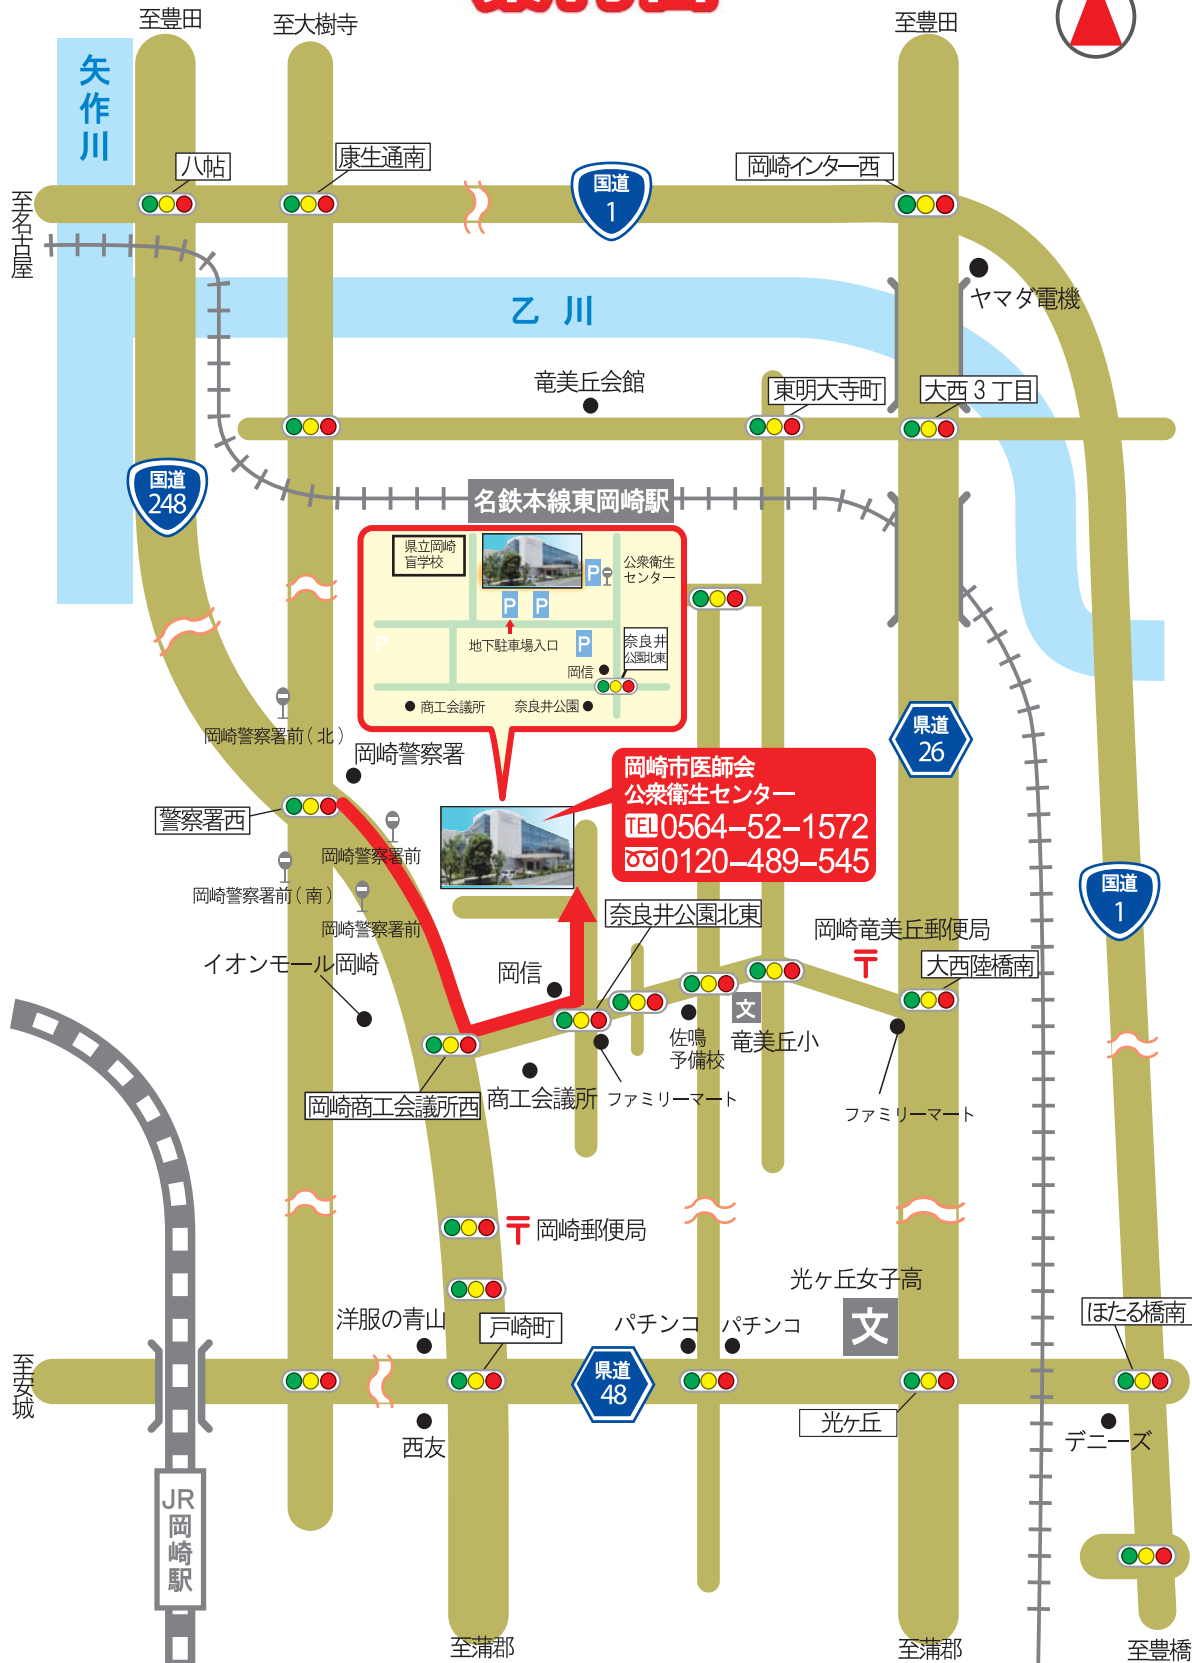 案内図
至豊田
至大樹寺
至豊田
矢作川
八帖
康生通南
岡崎インター西
国道
1
至名古屋
ヤマダ電機
乙川
竜美丘会館
東明大寺町
大西3丁目
国道
248
名鉄本線東岡崎駅
県立岡崎
盲学校
P
公衆衛生
センター
P
P
P
地下駐車場入口
P
奈良井
公園北東
岡信
商工会議所
奈良井公園
岡崎警察署前(北)
岡崎警察署
県道
26
岡崎市医師会
公衆衛生センター
TEL 0564-52-1572
0120-489-545
警察署西
岡崎警察署前
岡崎警察署前(南)
岡崎警察署前
国道
1
奈良井公園北東
岡崎竜美丘郵便局
〒
イオンモール岡崎
岡信
大西陸橋南
文
佐鳴
予備校
竜美丘小
岡崎商工会議所西
商工会議所
ファミリーマート
ファミリーマート
〒
岡崎郵便局
光ヶ丘女子高
文
洋服の青山
戸崎町
パチンコ
パチンコ
ほたる橋南
至安城
県道
48
光ヶ丘
西友
デニーズ
JR岡崎駅
至蒲郡
至蒲郡
至豊橋